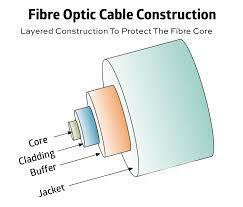 Fibre Optic Cable Construction
Layered Construction To Protect The Fibre Core
Core
Cladding
Buffer
Jacket